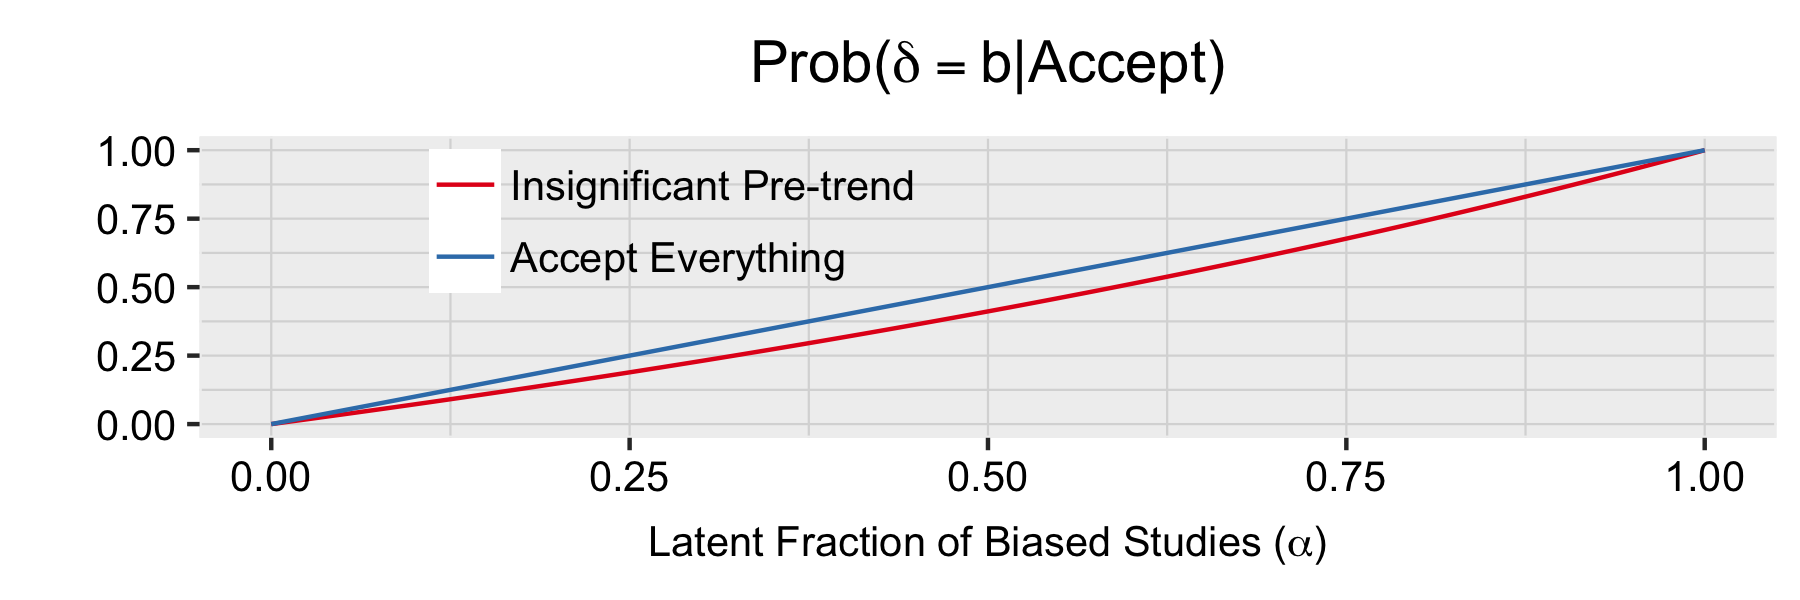 Prob(δ = b|Accept)
1.00
0.75
0.50
0.25
0.00
Insignificant Pre-trend
Accept Everything
0.00 0.25 0.50 0.75 1.00
Latent Fraction of Biased Studies (α)